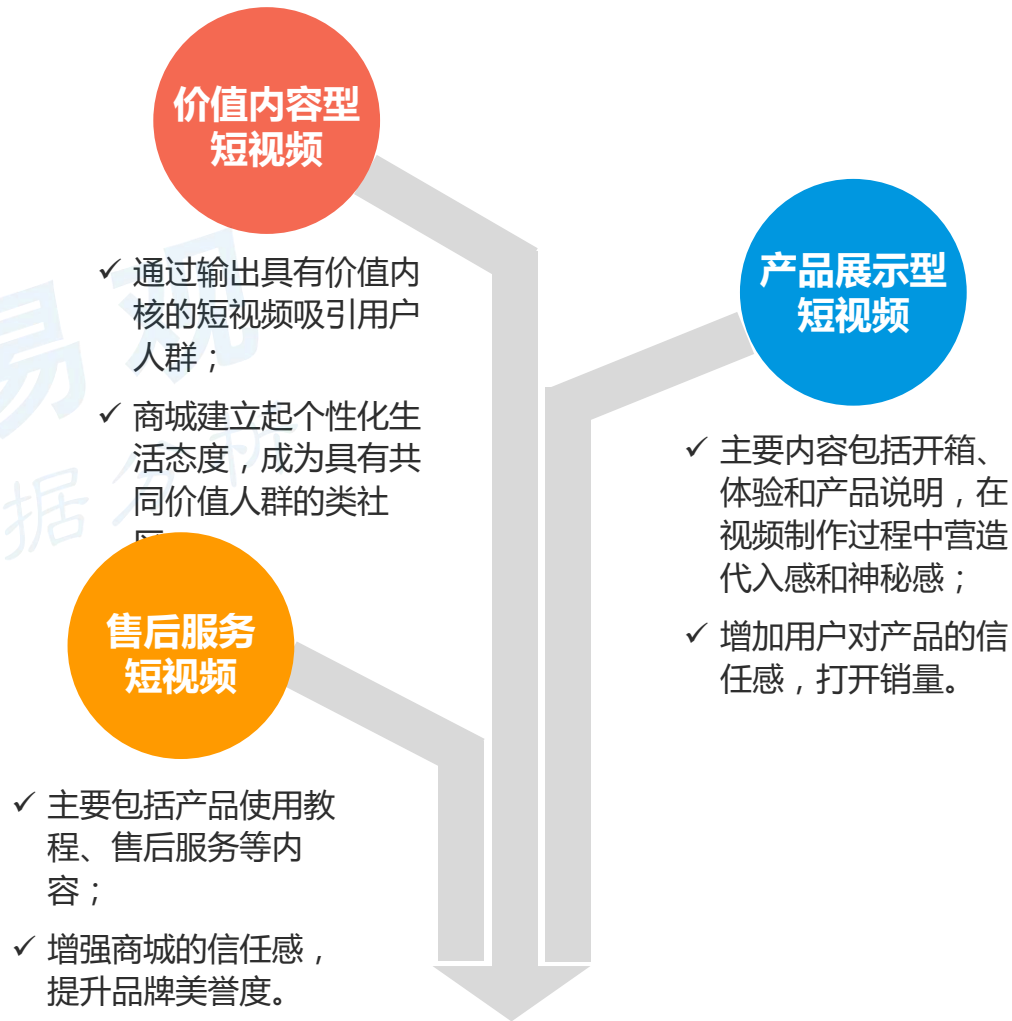 价值内容型
短视频
✓ 通过输出具有价值内
核的短视频吸引用户
人群；
✓ 商城建立起个性化生
活态度，成为具有共
同价值人群的类社
产品展示型
短视频
✓ 主要内容包括开箱、
体验和产品说明，在
视频制作过程中营造
代入感和神秘感；
✓ 增加用户对产品的信
任感，打开销量。
售后服务
短视频
✓ 主要包括产品使用教
程、售后服务等内
容；
✓ 增强商城的信任感，
提升品牌美誉度。
易观
据分析